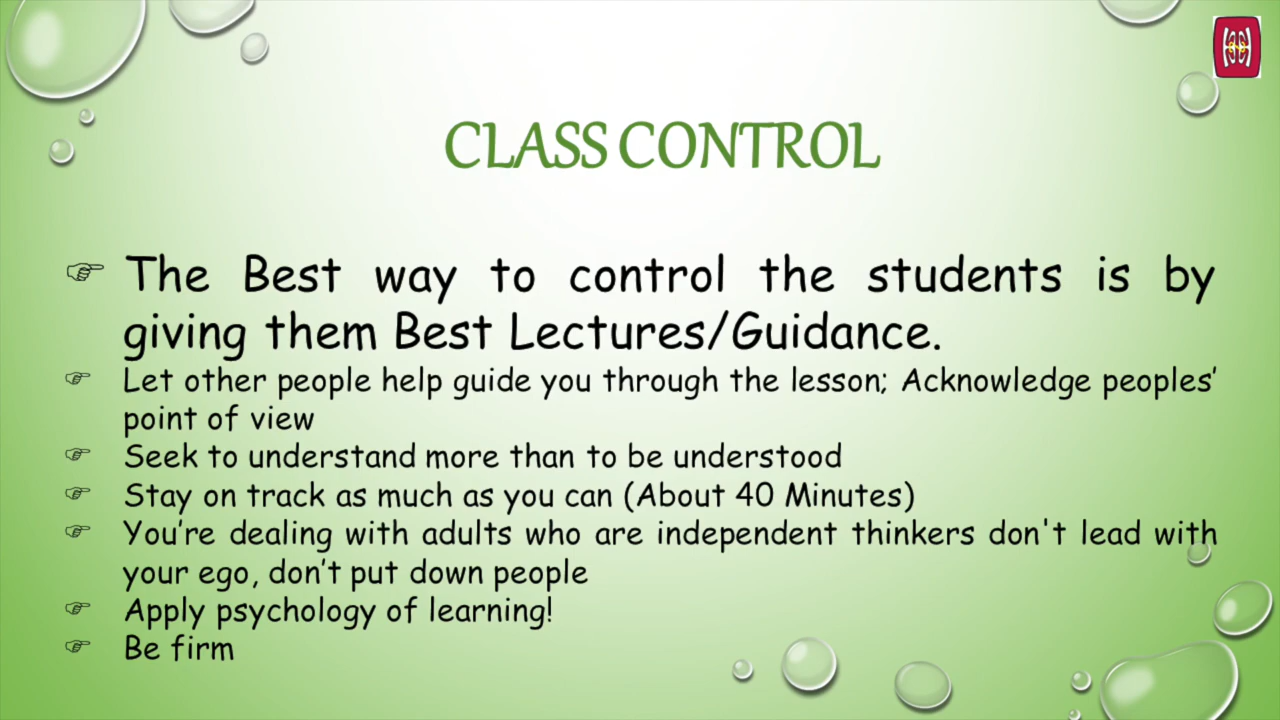 CLASS CONTROL
☞ The Best way to control the students is by
giving them Best Lectures/Guidance.
☞ Let other people help guide you through the lesson; Acknowledge peoples’
point of view
☞ Seek to understand more than to be understood
☞ Stay on track as much as you can (About 40 Minutes)
☞ You’re dealing with adults who are independent thinkers don't lead with
your ego, don’t put down people
☞ Apply psychology of learning!
☞ Be firm